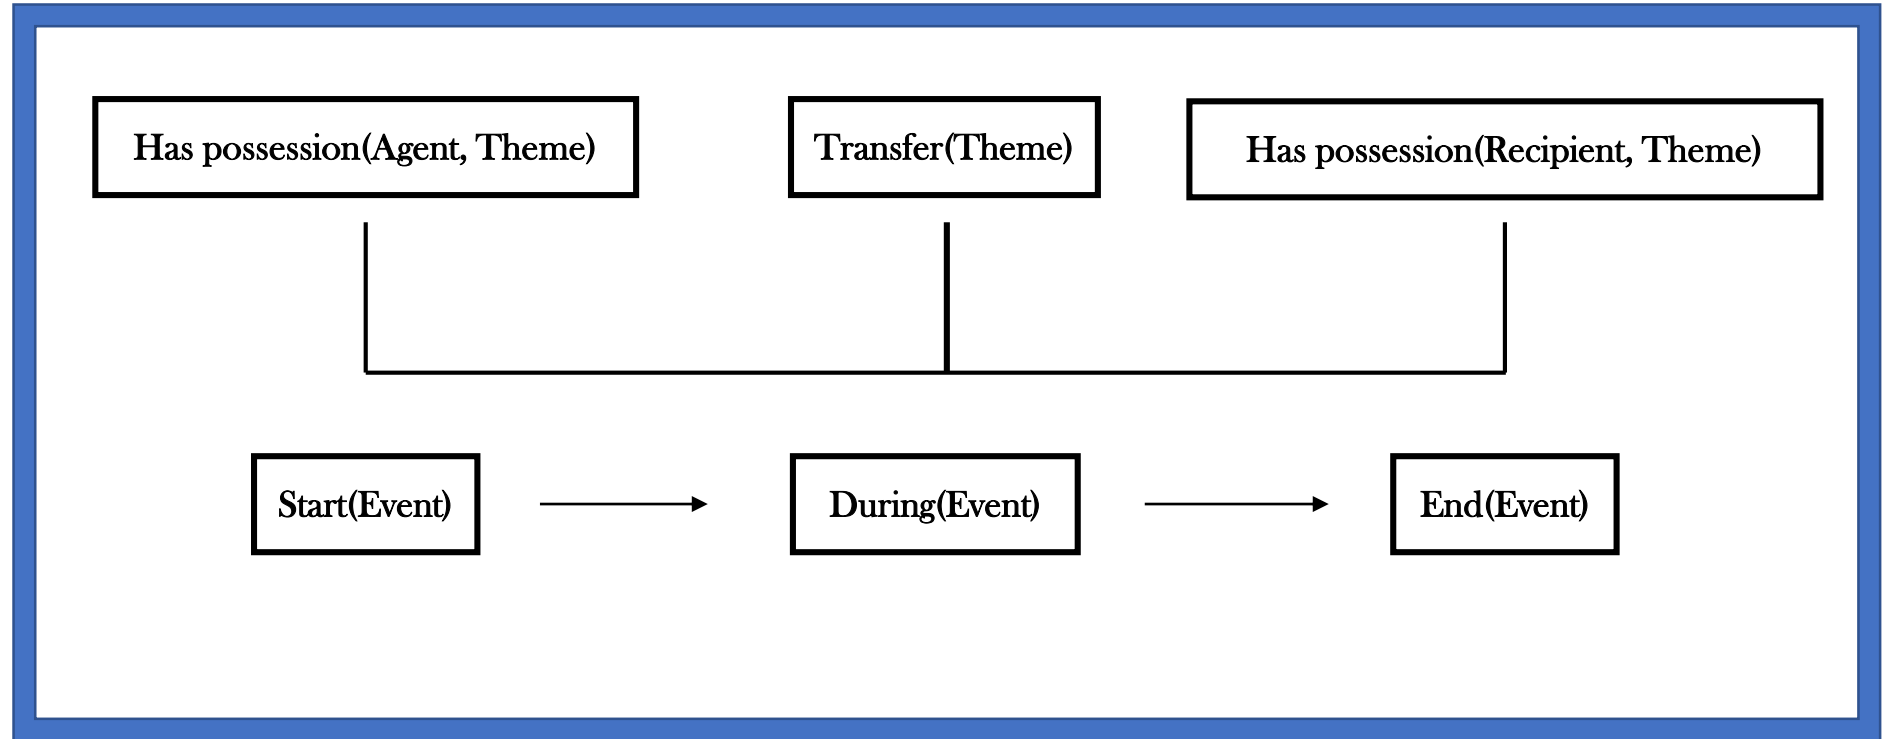 Has possession(Agent, Theme)
Transfer(Theme)
Has possession(Recipient, Theme)
Start(Event)
During(Event)
End(Event)